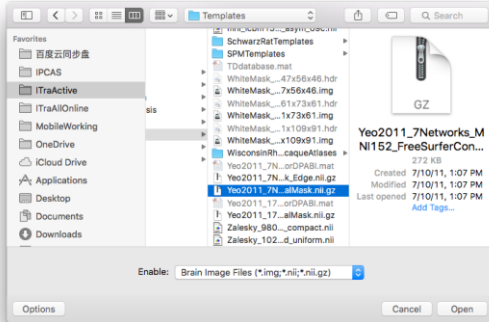 Templates
Search
Favorites
百度云同步盘
IPCAS
ITraActive
ITraAllOnline
MobileWorking
OneDrive
iCloud Drive
Applications
Desktop
Documents
Downloads
sis
SchwarzRatTemplates
SPMTemplates
TDdatabase.mat
WhiteMask_...47x56x46.hdr
WhiteMask_...7x56x46.img
WhiteMask_...61x73x61.hdr
WhiteMask_...1x73x61.img
WhiteMask_...1x109x91.hdr
WhiteMask_...x109x91.img
WisconsinRh...caqueAtlases
Yeo2011_7N...orDPABI.mat
Yeo2011_7N...k_Edge.nii.gz
Yeo2011_7N...alMask.nii.gz
Yeo2011_17...orDPABI.mat
Yeo2011_17...alMask.nii.gz
Zalesky_980..._compact.nii
Zalesky_102...d_uniform.nii
GZ
Yeo2011_7Networks_M
NI152_FreeSurferCon...
272 KB
Created 7/10/11, 1:07 PM
Modified 7/10/11, 1:07 PM
Last opened 7/10/11, 1:07 PM
Add Tags...
Enable: Brain Image Files (*.img;*.nii;*.nii.gz)
Options
Cancel
Open